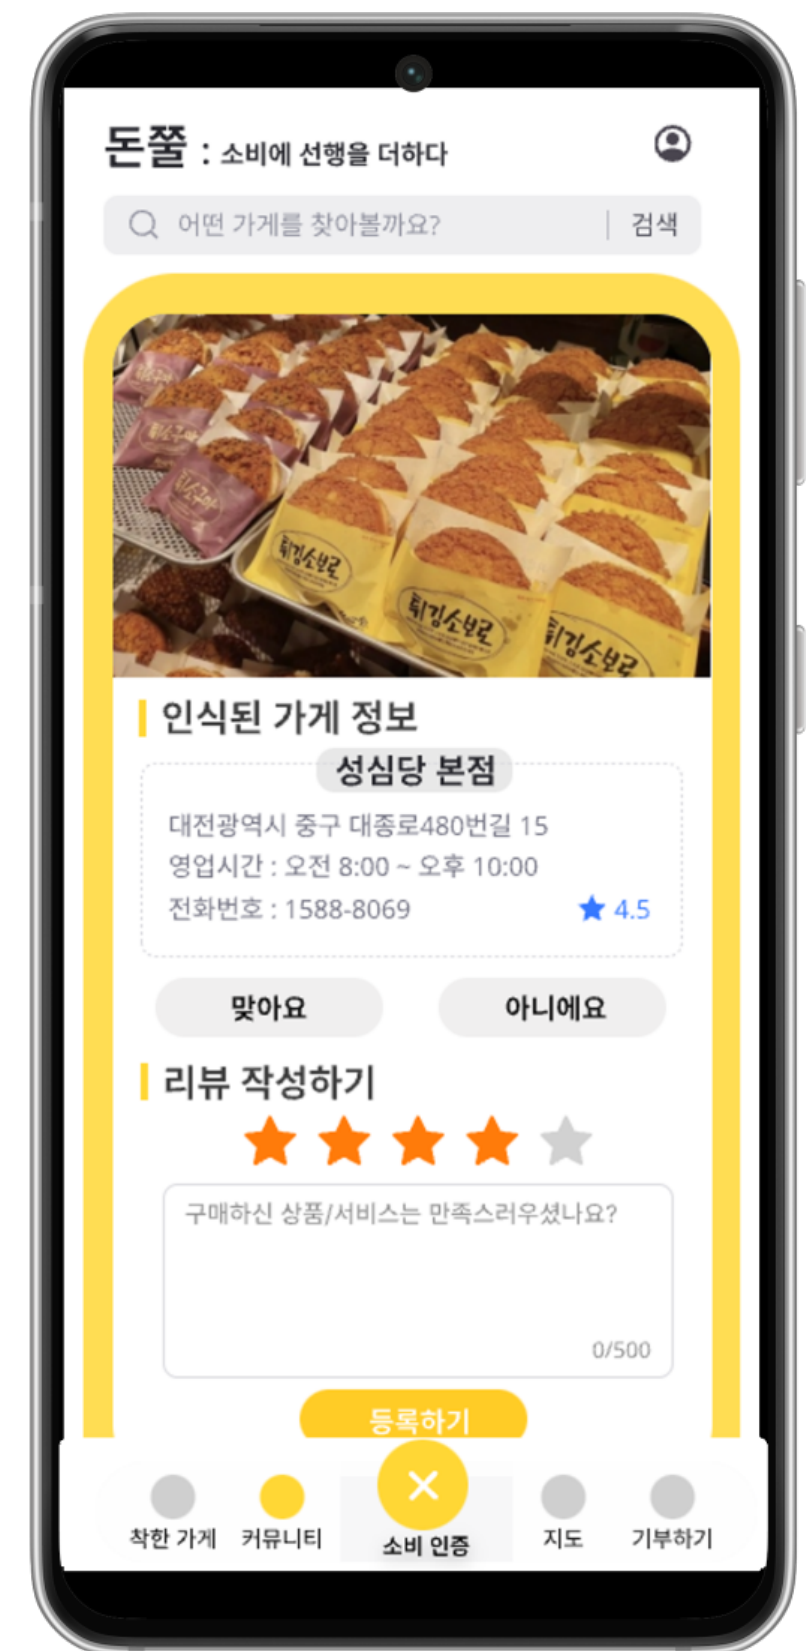 돈쭐 : 소비에 선행을 더하다
어떤 가게를 찾아볼까요? 검색
튀소구마
튀김소보로
튀김소보로
튀김소보로
인식된 가게 정보
성심당 본점
대전광역시 중구 대종로480번길 15
영업시간 : 오전 8:00 ~ 오후 10:00
전화번호 : 1588-8069 4.5
맞아요 아니에요
리뷰 작성하기
구매하신 상품/서비스는 만족스러우셨나요?
0/500
등록하기
착한 가게 커뮤니티 소비 인증 지도 기부하기